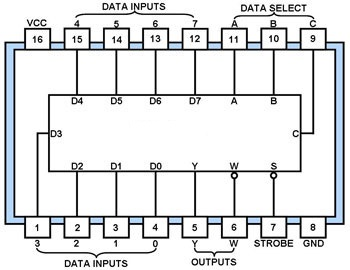 DATA INPUTS DATA SELECT
VCC 4 5 6 7 A B C
16 15 14 13 12 11 10 9
D4 D5 D6 D7 A B
D3 C
D2 D1 D0 Y W S
1 2 3 4 5 6 7 8
3 2 1 0 Y W STROBE GND
DATA INPUTS OUTPUTS